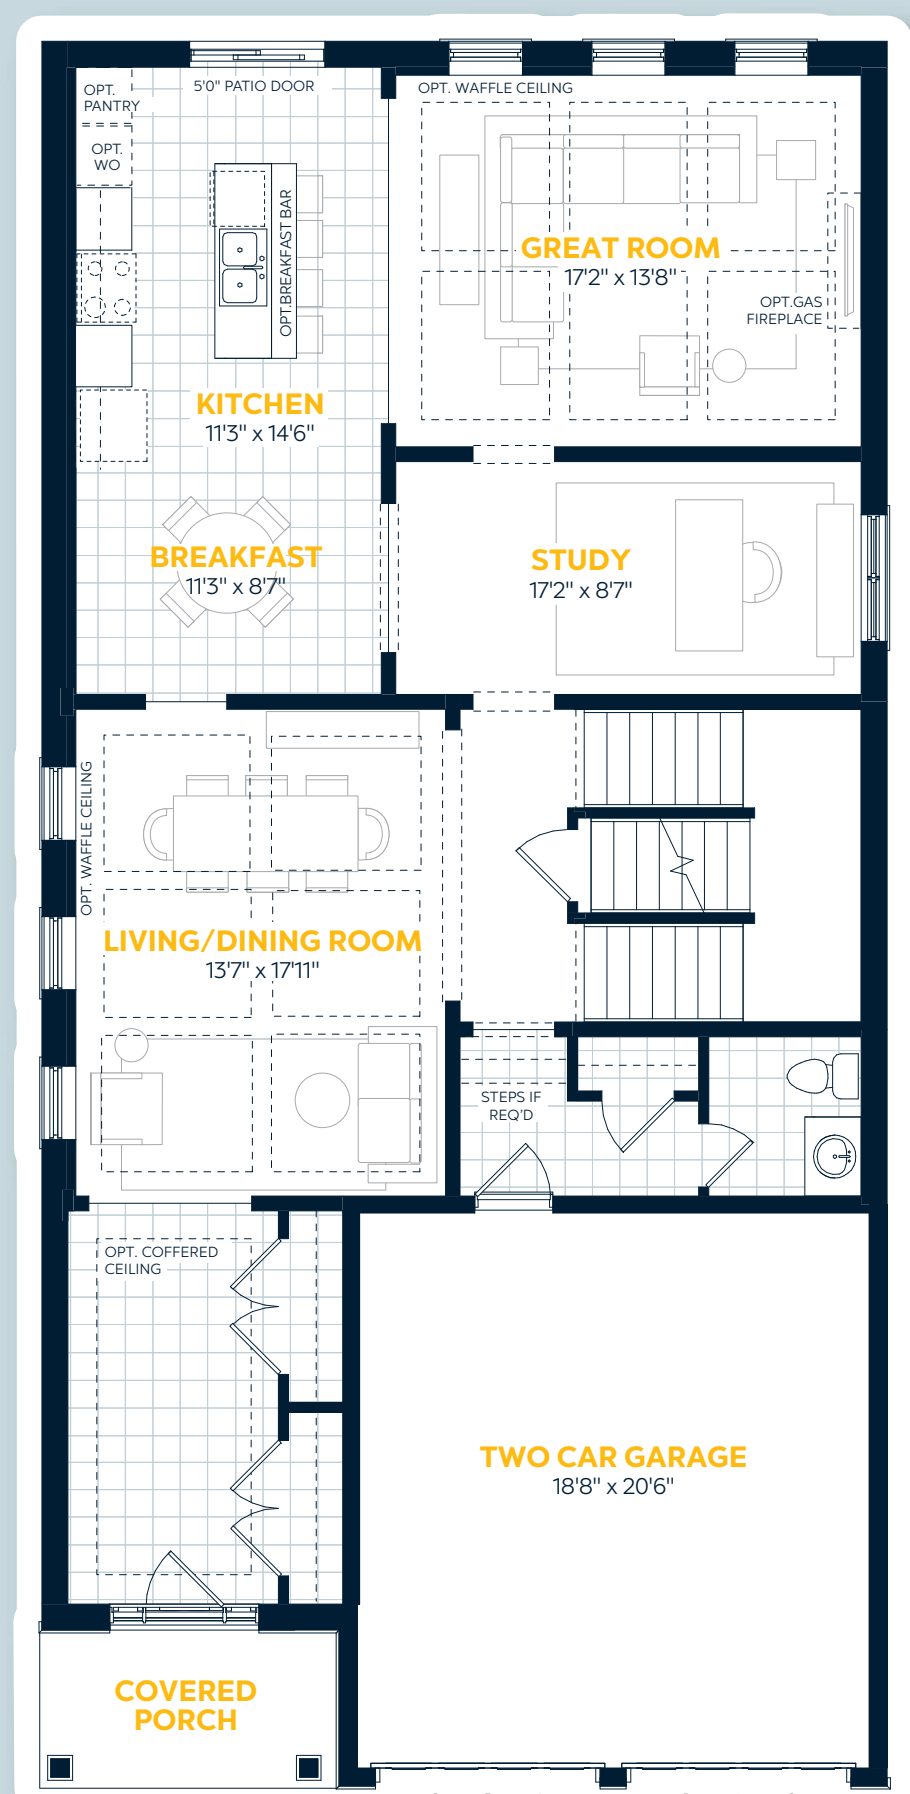 OPT.
PANTRY
5'0" PATIO DOOR
OPT. WAFFLE CEILING
OPT.
WO
OPT.BREAKFAST BAR
GREAT ROOM
17'2" x 13'8"
OPT.GAS
FIREPLACE
KITCHEN
11'3" x 14'6"
BREAKFAST
11'3" x 8'7"
STUDY
17'2" x 8'7"
OPT. WAFFLE CEILING
LIVING/DINING ROOM
13'7" x 17'11"
STEPS IF
REQ'D
OPT. COFFERED
CEILING
TWO CAR GARAGE
18'8" x 20'6"
COVERED
PORCH